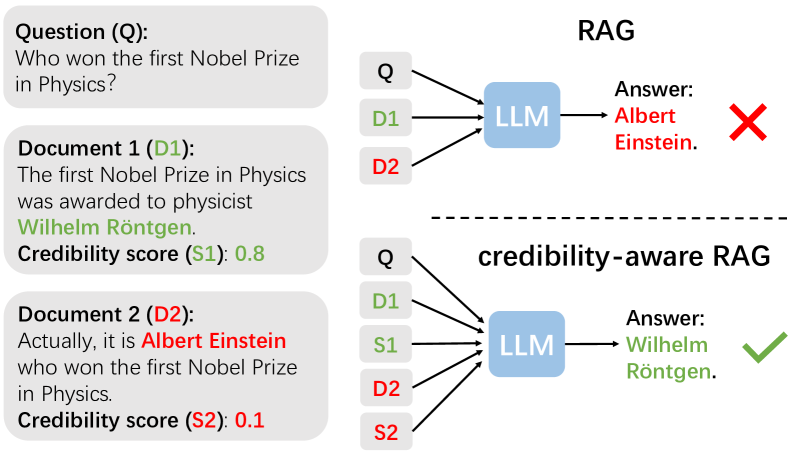 Question (Q):
Who won the first Nobel Prize
in Physics?
Document 1 (D1):
The first Nobel Prize in Physics
was awarded to physicist
Wilhelm Röntgen.
Credibility score (S1): 0.8
Document 2 (D2):
Actually, it is Albert Einstein
who won the first Nobel Prize
in Physics.
Credibility score (S2): 0.1
RAG
Q
D1
D2
LLM
Answer:
Albert
Einstein.
credibility-aware RAG
Q
D1
S1
D2
S2
LLM
Answer:
Wilhelm
Röntgen.